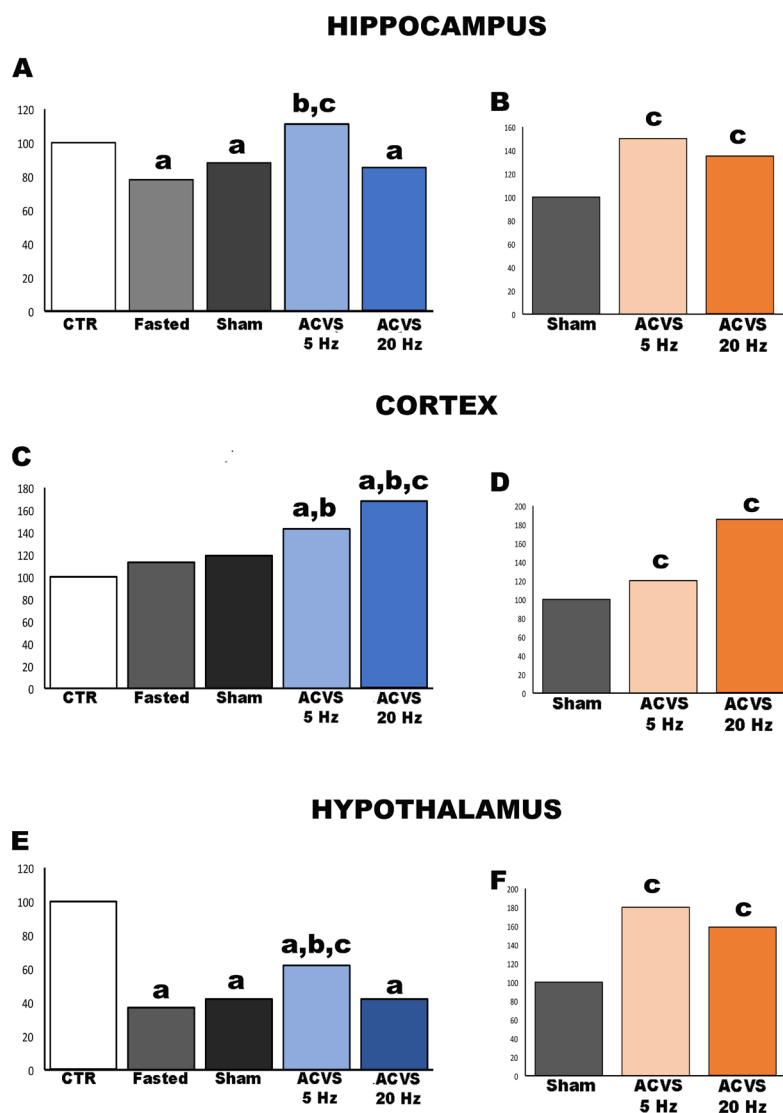 HIPPOCAMPUS
A
120
100
80
60
40
20
0
a
a
b,c
a
CTR Fasted Sham ACVS ACVS
5 Hz 20 Hz
B
160
140
120
100
80
60
40
20
0
c
c
Sham ACVS ACVS
5 Hz 20 Hz
CORTEX
C
180
160
140
120
100
80
60
40
20
0
a,b
a,b,c
CTR Fasted Sham ACVS ACVS
5 Hz 20 Hz
D
200
180
160
140
120
100
80
60
40
20
0
c
c
Sham ACVS ACVS
5 Hz 20 Hz
HYPOTHALAMUS
E
120
100
80
60
40
20
0
a
a
a,b,c
a
CTR Fasted Sham ACVS ACVS
5 Hz 20 Hz
F
200
180
160
140
120
100
80
60
40
20
0
c
c
Sham ACVS ACVS
5 Hz 20 Hz